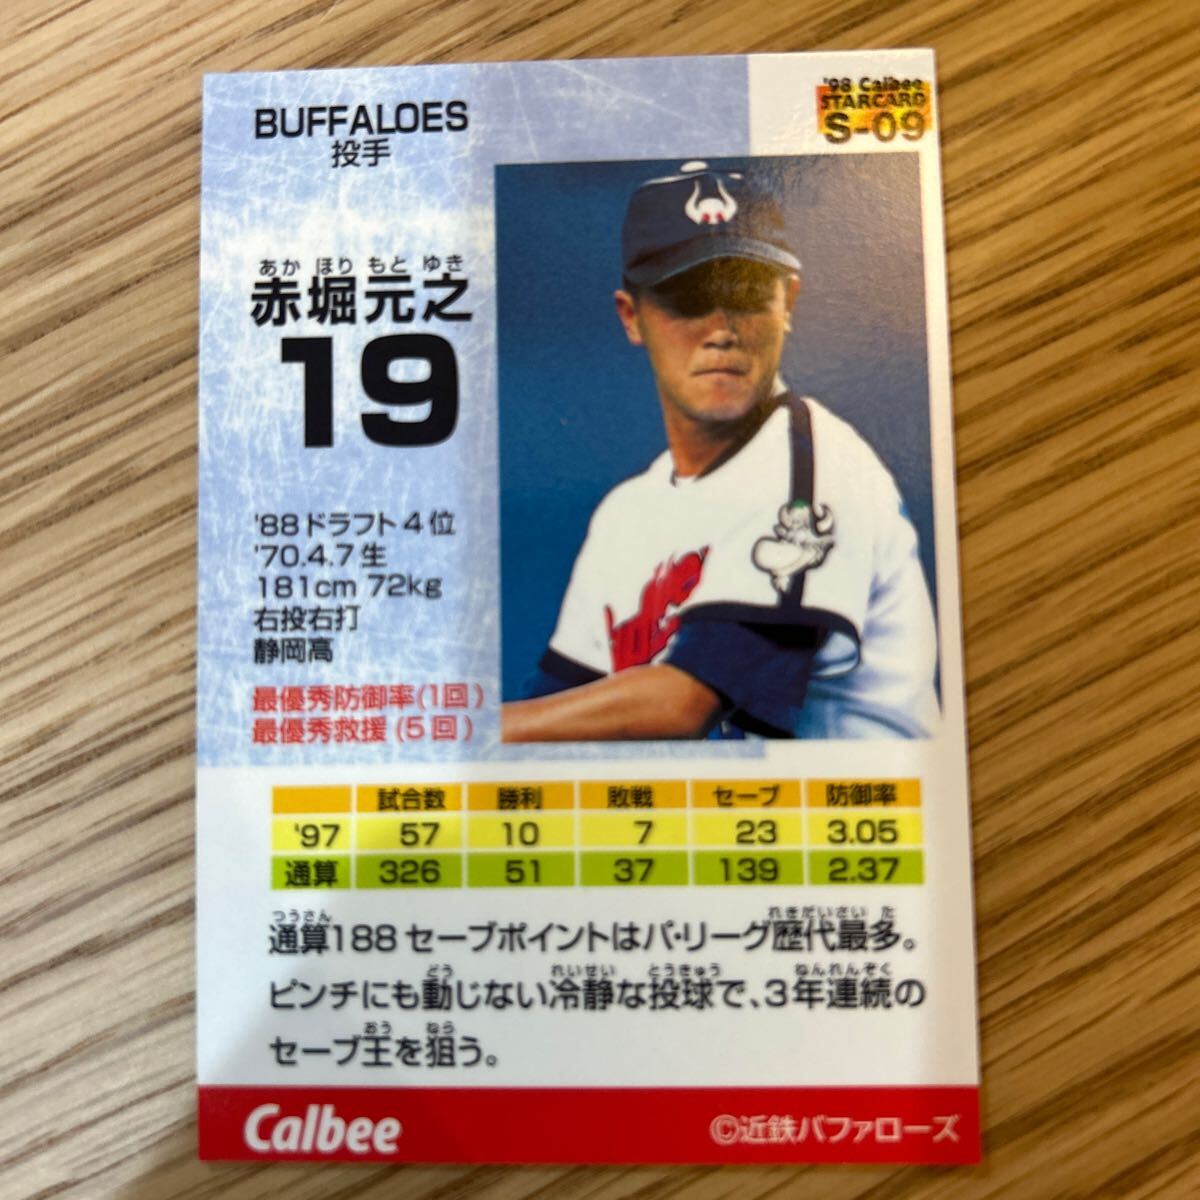 '98 Calbee
STARCARD
S-09
BUFFALOES
投手
あか ほり もと ゆき
赤堀元之
19
'88ドラフト4位
'70.4.7生
181cm 72kg
右投右打
静岡高
最優秀防御率(1回)
最優秀救援(5回)
試合数 勝利 敗戦 セーブ 防御率
'97 57 10 7 23 3.05
通算 326 51 37 139 2.37
つうさん れきだいさい た
通算188セーブポイントはパ・リーグ歴代最多。
どう れいせい とうきゅう ねんれんぞく
ピンチにも動じない冷静な投球で、3年連続の
おう ねら
セーブ王を狙う。
Calbee
©近鉄バファローズ